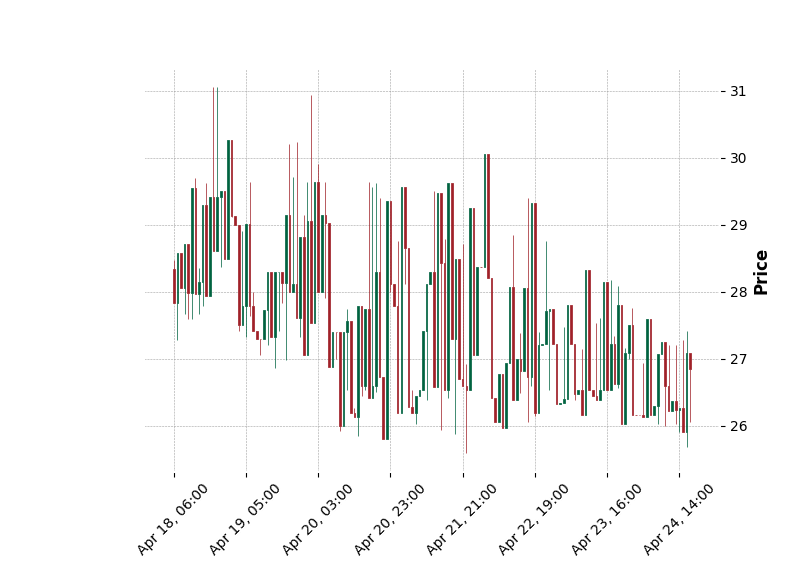 31
30
29
28
27
26
Price
Apr 18, 06:00
Apr 19, 05:00
Apr 20, 03:00
Apr 20, 23:00
Apr 21, 21:00
Apr 22, 19:00
Apr 23, 16:00
Apr 24, 14:00